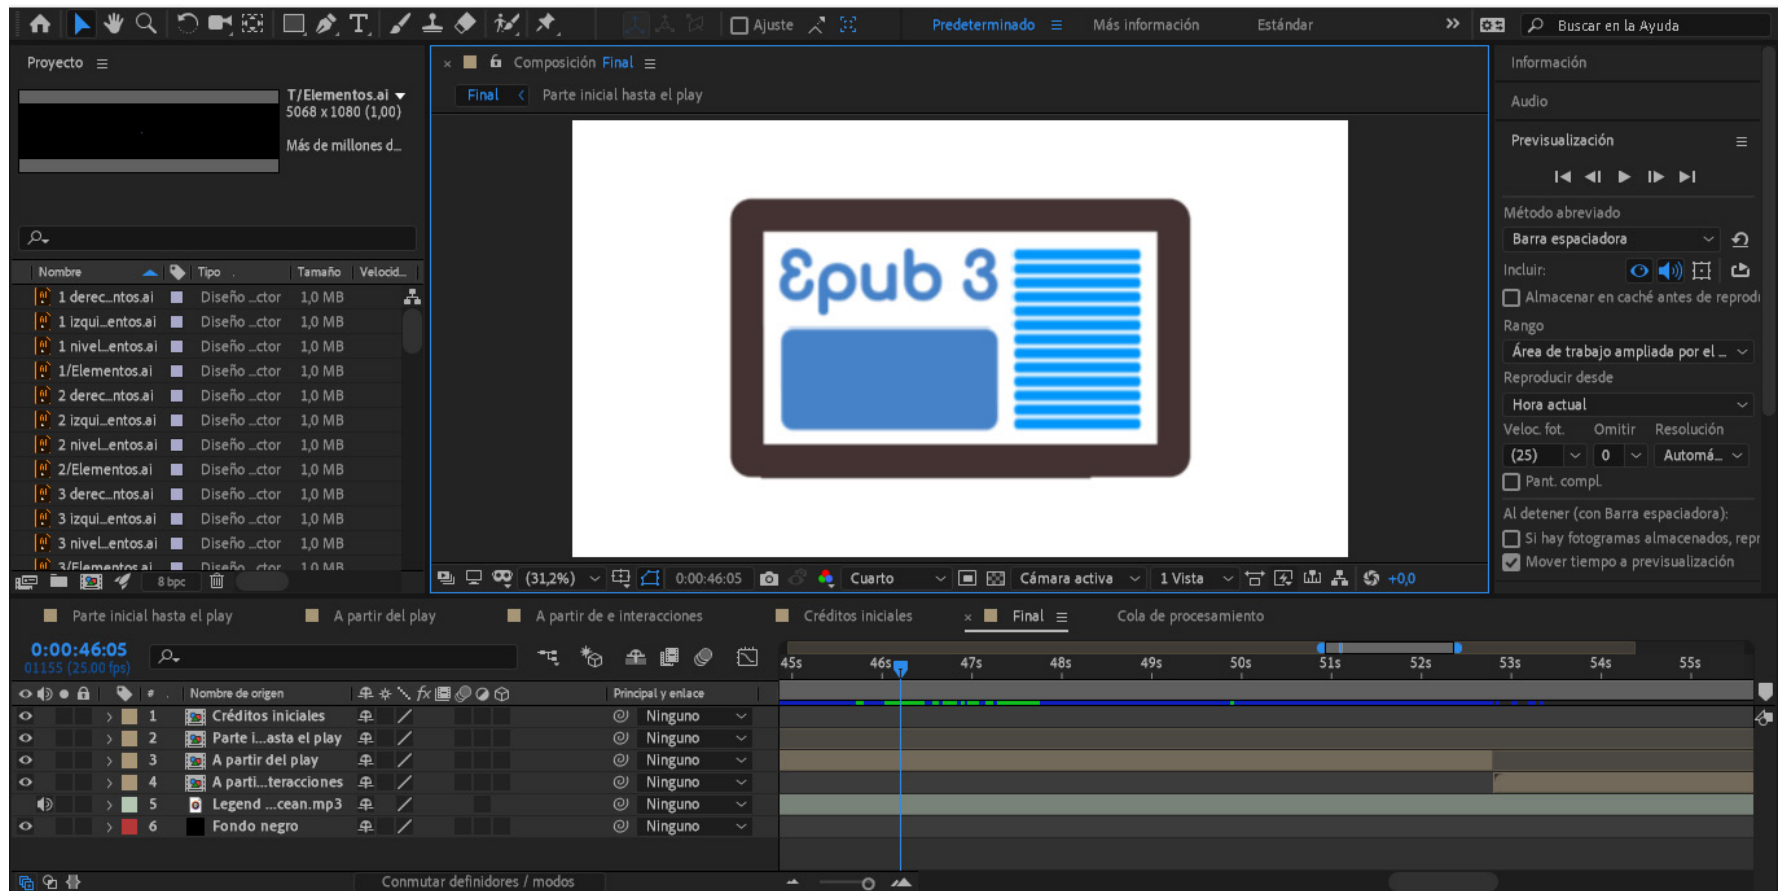 Ajuste Predeterminado Más información Estándar Buscar en la Ayuda
Proyecto
T/Elementos.ai
5068 x 1080 (1,00)
Más de millones d...
Nombre Tipo Tamaño Velocid...
1 derec...ntos.ai Diseño ...ctor 1,0 MB
1 izqui...entos.ai Diseño ...ctor 1,0 MB
1 nivel...entos.ai Diseño ...ctor 1,0 MB
1/Elementos.ai Diseño ...ctor 1,0 MB
2 derec...ntos.ai Diseño ...ctor 1,0 MB
2 izqui...entos.ai Diseño ...ctor 1,0 MB
2 nivel...entos.ai Diseño ...ctor 1,0 MB
2/Elementos.ai Diseño ...ctor 1,0 MB
3 derec...ntos.ai Diseño ...ctor 1,0 MB
3 izqui...entos.ai Diseño ...ctor 1,0 MB
3 nivel...entos.ai Diseño ...ctor 1,0 MB
3/Elementos.ai Diseño ...ctor 1,0 MB
8 bpc
Composición Final
Final Parte inicial hasta el play
Epub 3
(31,2%) 0:00:46:05 Cuarto Cámara activa 1 Vista +0,0
Información
Audio
Previsualización
Método abreviado
Barra espaciadora
Incluir:
Almacenar en caché antes de reprodu
Rango
Área de trabajo ampliada por el ...
Reproducir desde
Hora actual
Veloc. fot. Omitir Resolución
(25) 0 Automá...
Pant. compl.
Al detener (con Barra espaciadora):
Si hay fotogramas almacenados, repr
Mover tiempo a previsualización
Parte inicial hasta el play A partir del play A partir de e interacciones Créditos iniciales Final Cola de procesamiento
0:00:46:05
01155 (25.00 fps)
45s 46s 47s 48s 49s 50s 51s 52s 53s 54s 55s
# Nombre de origen fx Principal y enlace
1 Créditos iniciales Ninguno
2 Parte i...asta el play Ninguno
3 A partir del play Ninguno
4 A parti...teracciones Ninguno
5 Legend ...cean.mp3 Ninguno
6 Fondo negro Ninguno
Conmutar definidores / modos